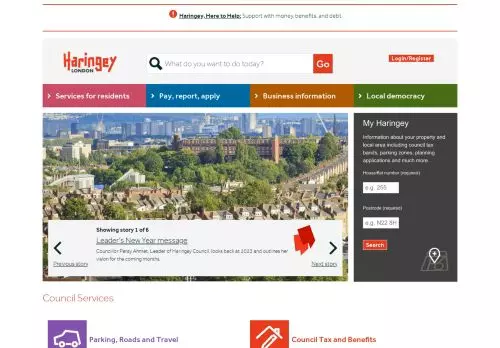 Haringey, Here to Help: Support with money, benefits, and debt
Haringey
LONDON
What do you want to do today?
Go
Login/Register
Services for residents
Pay, report, apply
Business information
Local democracy
Showing story 1 of 6
Leader's New Year message
Councillor Peray Ahmet, Leader of Haringey Council, looks back at 2022 and outlines her
vision for the coming months.
Previous story
Next story
My Haringey
Information about your property and
local area including council tax
bands, parking zones, planning
applications and much more.
House/flat number (required)
e.g. 255
Postcode (required)
e.g. N22 8H
Search
Council Services
Parking, Roads and Travel
Council Tax and Benefits